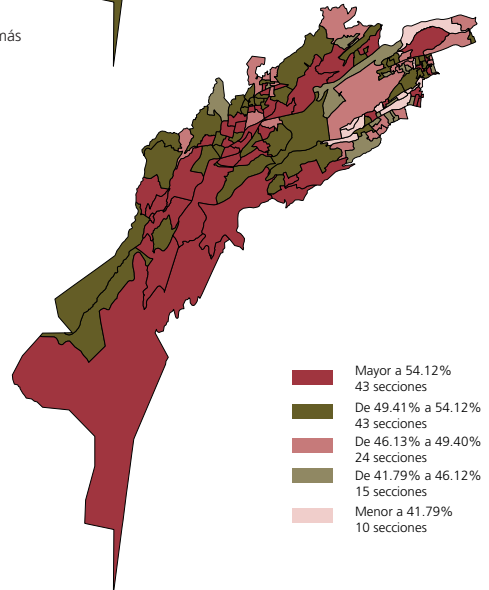 más
Mayor a 54.12%
43 secciones
De 49.41% a 54.12%
43 secciones
De 46.13% a 49.40%
24 secciones
De 41.79% a 46.12%
15 secciones
Menor a 41.79%
10 secciones